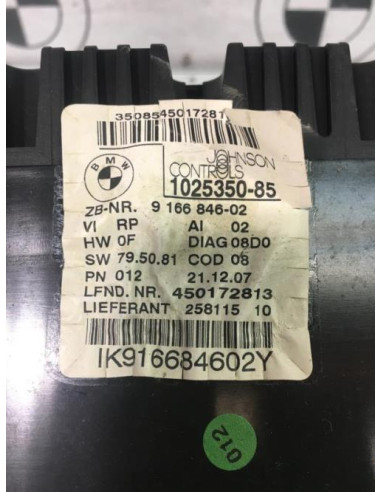 35085450172813
BMW
JOHNSON
CONTROLS
1025350-85
ZB-NR. 9 166 846-02
VI RP AI 02
HW 0F DIAG 08D0
SW 79.50.81 COD 08
PN 012 21.12.07
LFND. NR. 450172813
LIEFERANT 258115 10
IK916684602Y
012